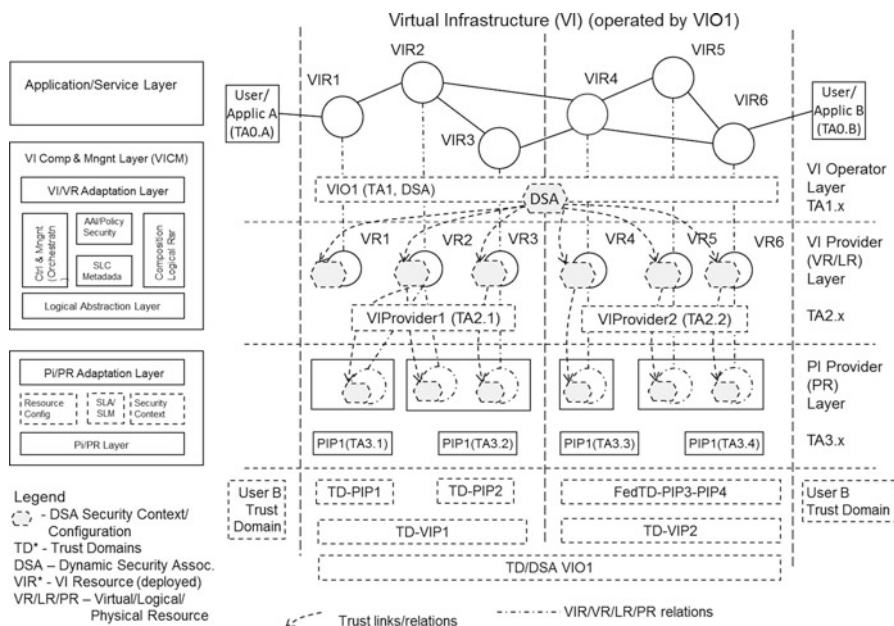 Virtual Infrastructure (VI) (operated by VIO1)
Application/Service Layer
User/
Applic A
(TA0.A)
VIR1
VIR2
VIR3
VIR4
VIR5
VIR6
User/
Applic B
(TA0.B)
VI Comp & Mngnt Layer (VICM)
VI/VR Adaptation Layer
Ctrl & Mngnt
(Orchestratn
)
AAI/Policy
Security
SLC
Metadada
Composition
Logical Rsr
Logical Abstraction Layer
VIO1 (TA1, DSA)
DSA
VI Operator
Layer
TA1.x
VR1
VR2
VR3
VR4
VR5
VR6
VI Provider
(VR/LR)
Layer
VIProvider1 (TA2.1)
VIProvider2 (TA2.2)
TA2.x
Pi/PR Adaptation Layer
Resource
Config
SLA/
SLM
Security
Context
Pi/PR Layer
PI Provider
(PR)
Layer
PIP1(TA3.1)
PIP1(TA3.2)
PIP1(TA3.3)
PIP1(TA3.4)
TA3.x
User B
Trust
Domain
TD-PIP1
TD-PIP2
FedTD-PIP3-PIP4
User B
Trust Domain
TD-VIP1
TD-VIP2
TD/DSA VIO1
Legend
- DSA Security Context/
Configuration
TD* - Trust Domains
DSA – Dynamic Security Assoc.
VIR* - VI Resource (deployed)
VR/LR/PR – Virtual/Logical/
Physical Resource
Trust links/relations
VIR/VR/LR/PR relations